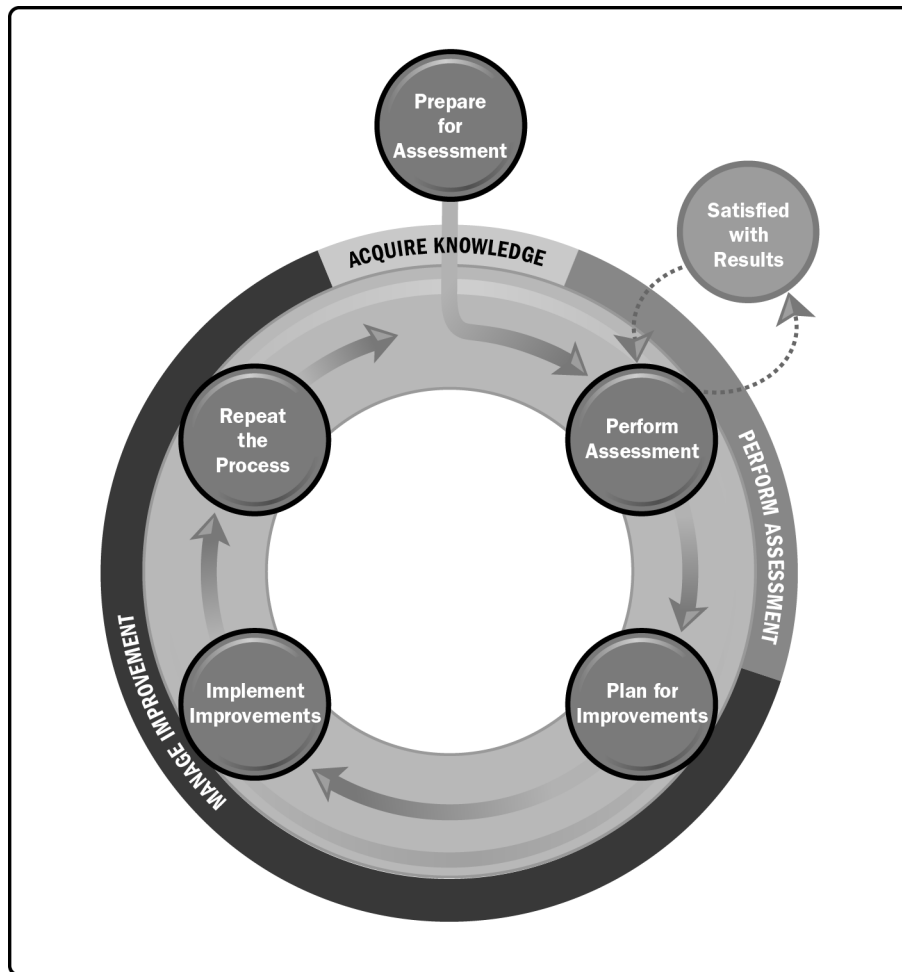 Prepare
for
Assessment
Satisfied
with
Results
ACQUIRE KNOWLEDGE
Repeat
the
Process
Perform
Assessment
PERFORM ASSESSMENT
Implement
Improvements
Plan for
Improvements
MANAGE IMPROVEMENT